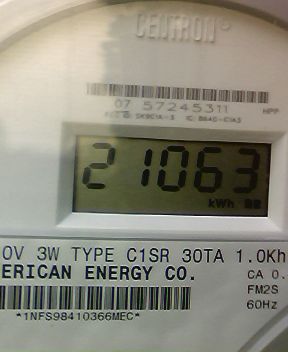 CENTRON®
07 57245311 HPP
21063
kWh
0V 3W TYPE C1SR 30TA 1.0Kh
ERICAN ENERGY CO. CA 0.
FM2S
60Hz
*1NFS98410366MEC*